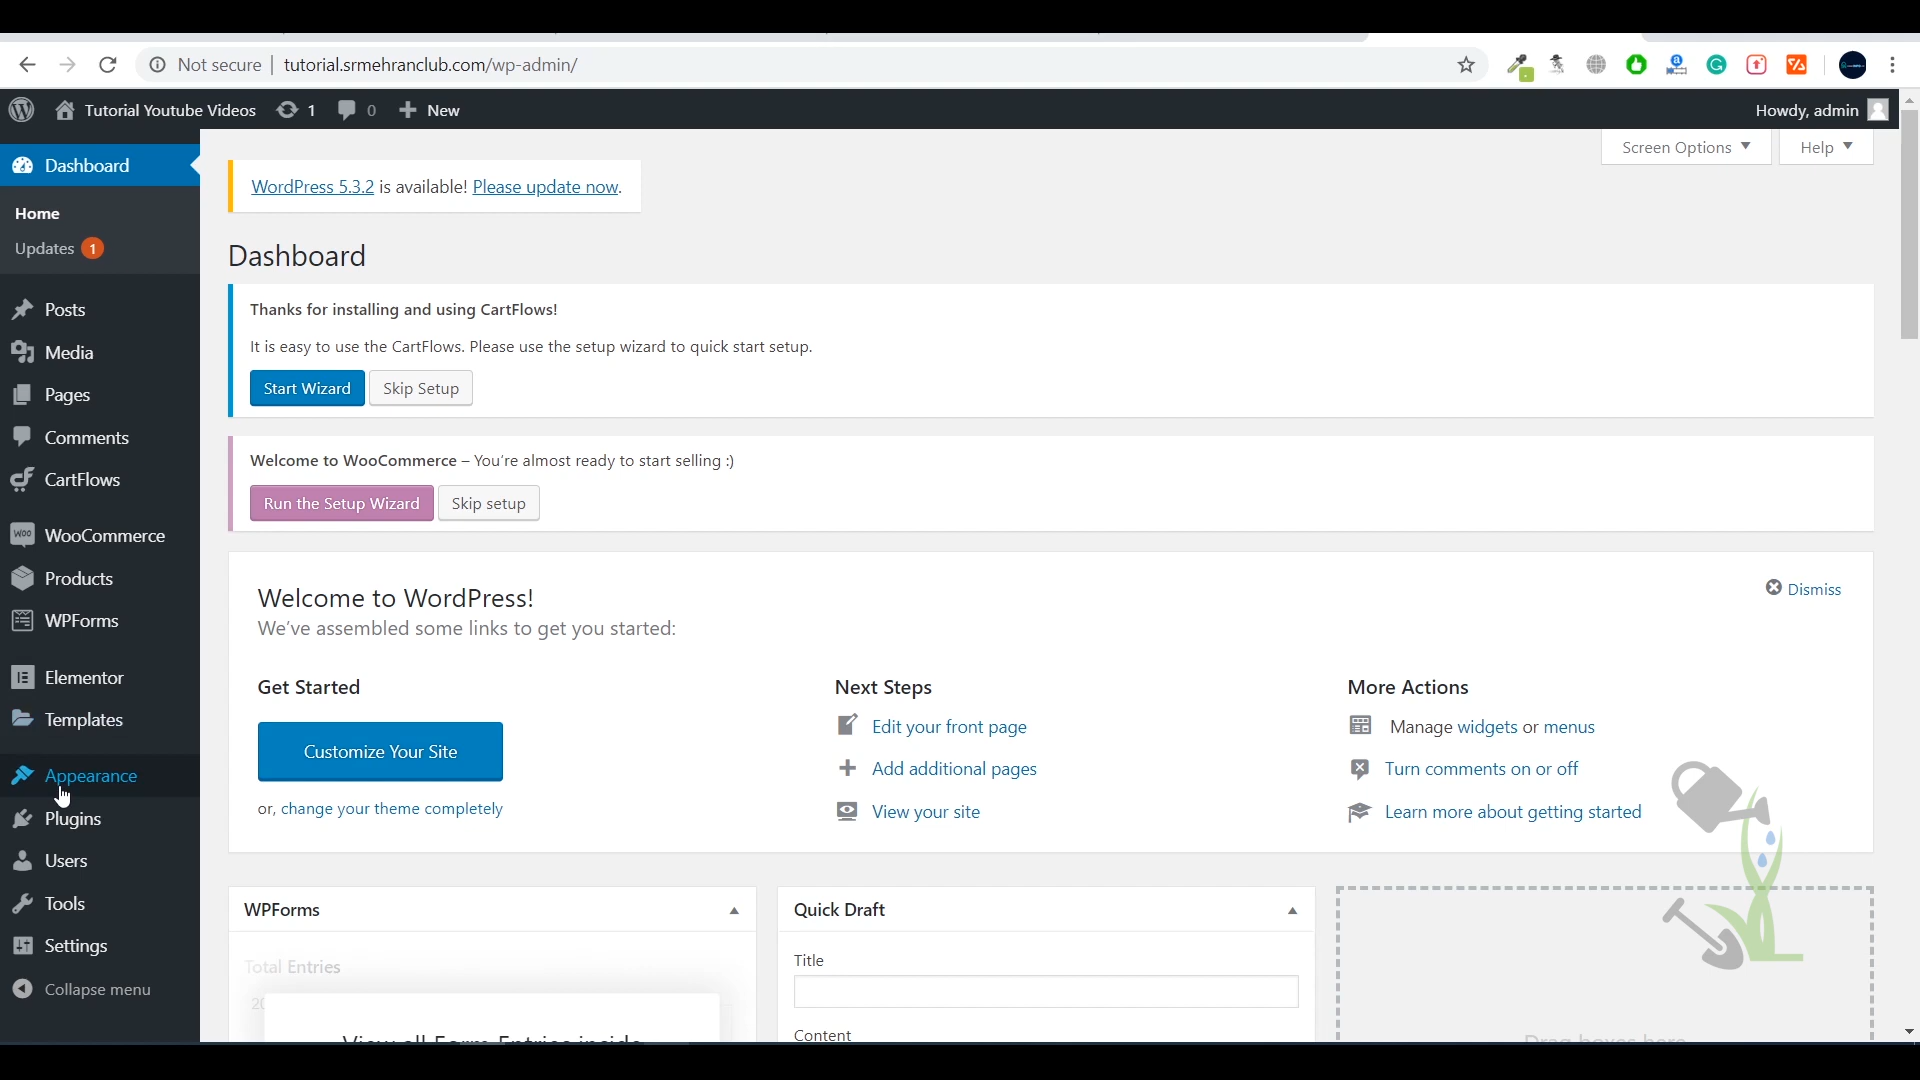 Not secure | tutorial.srmehranclub.com/wp-admin/
Tutorial Youtube Videos 1 0 New
Howdy, admin
Dashboard
Home
Updates 1
Posts
Media
Pages
Comments
CartFlows
WooCommerce
Products
WPForms
Elementor
Templates
Appearance
Plugins
Users
Tools
Settings
Collapse menu
Screen Options
Help
WordPress 5.3.2 is available! Please update now.
Dashboard
Thanks for installing and using CartFlows!
It is easy to use the CartFlows. Please use the setup wizard to quick start setup.
Start Wizard
Skip Setup
Welcome to WooCommerce – You're almost ready to start selling :)
Run the Setup Wizard
Skip setup
Welcome to WordPress!
Dismiss
We've assembled some links to get you started:
Get Started
Customize Your Site
or, change your theme completely
Next Steps
Edit your front page
Add additional pages
View your site
More Actions
Manage widgets or menus
Turn comments on or off
Learn more about getting started
WPForms
Total Entries
View all Form Entries inside
Quick Draft
Title
Content
Drag boxes here